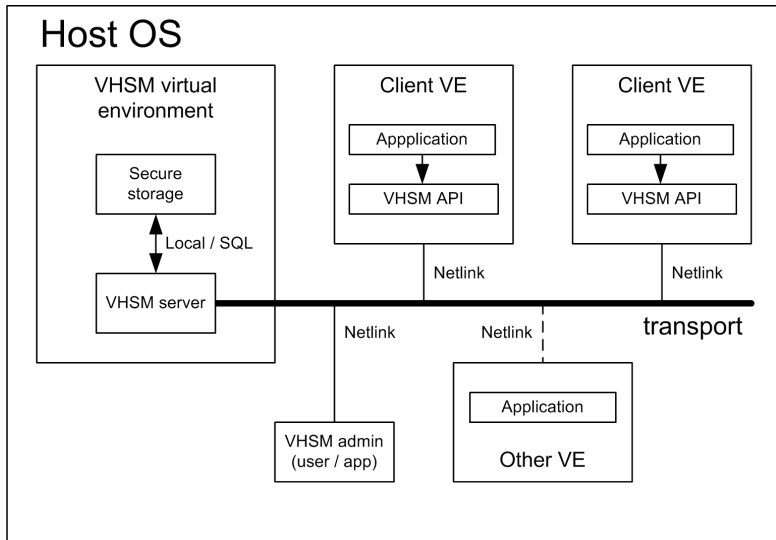 Host OS
VHSM virtual
environment
Secure
storage
Local / SQL
VHSM server
Client VE
Appplication
VHSM API
Netlink
Client VE
Application
VHSM API
Netlink
transport
Netlink
VHSM admin
(user / app)
Netlink
Application
Other VE